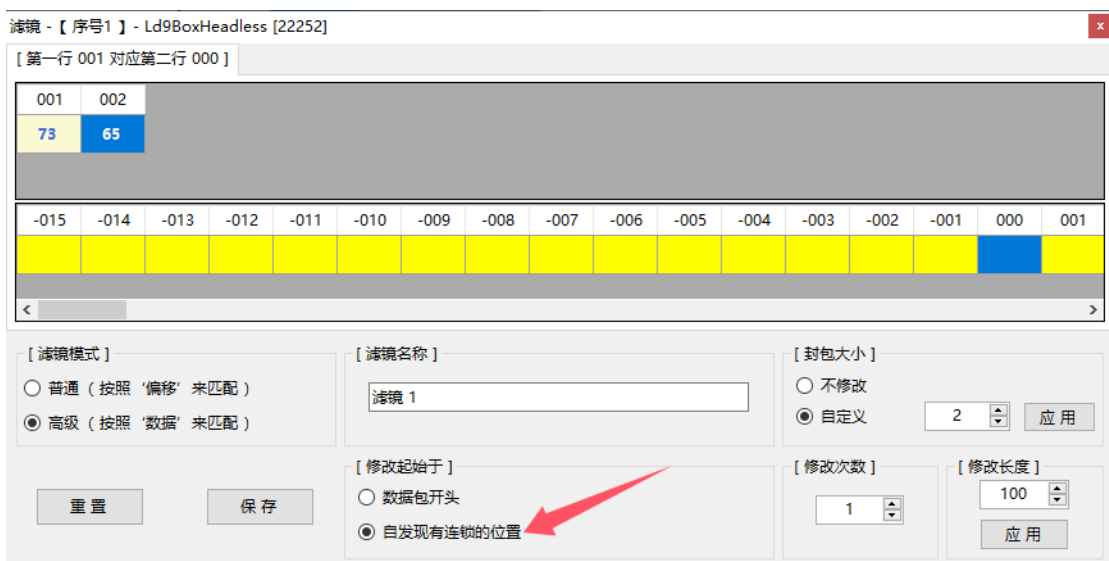 滤镜 -【 序号1 】- Ld9BoxHeadless [22252]
x
[ 第一行 001 对应第二行 000 ]
001 002
73 65
-015 -014 -013 -012 -011 -010 -009 -008 -007 -006 -005 -004 -003 -002 -001 000 001
[ 滤镜模式 ] [ 滤镜名称 ] [ 封包大小 ]
普通（按照‘偏移’来匹配） 滤镜 1 不修改
高级（按照‘数据’来匹配） 自定义 2 应 用
[ 修改起始于 ] [ 修改次数 ] [ 修改长度 ]
重 置 保 存 数据包开头 1 100
自发现有连锁的位置 应 用